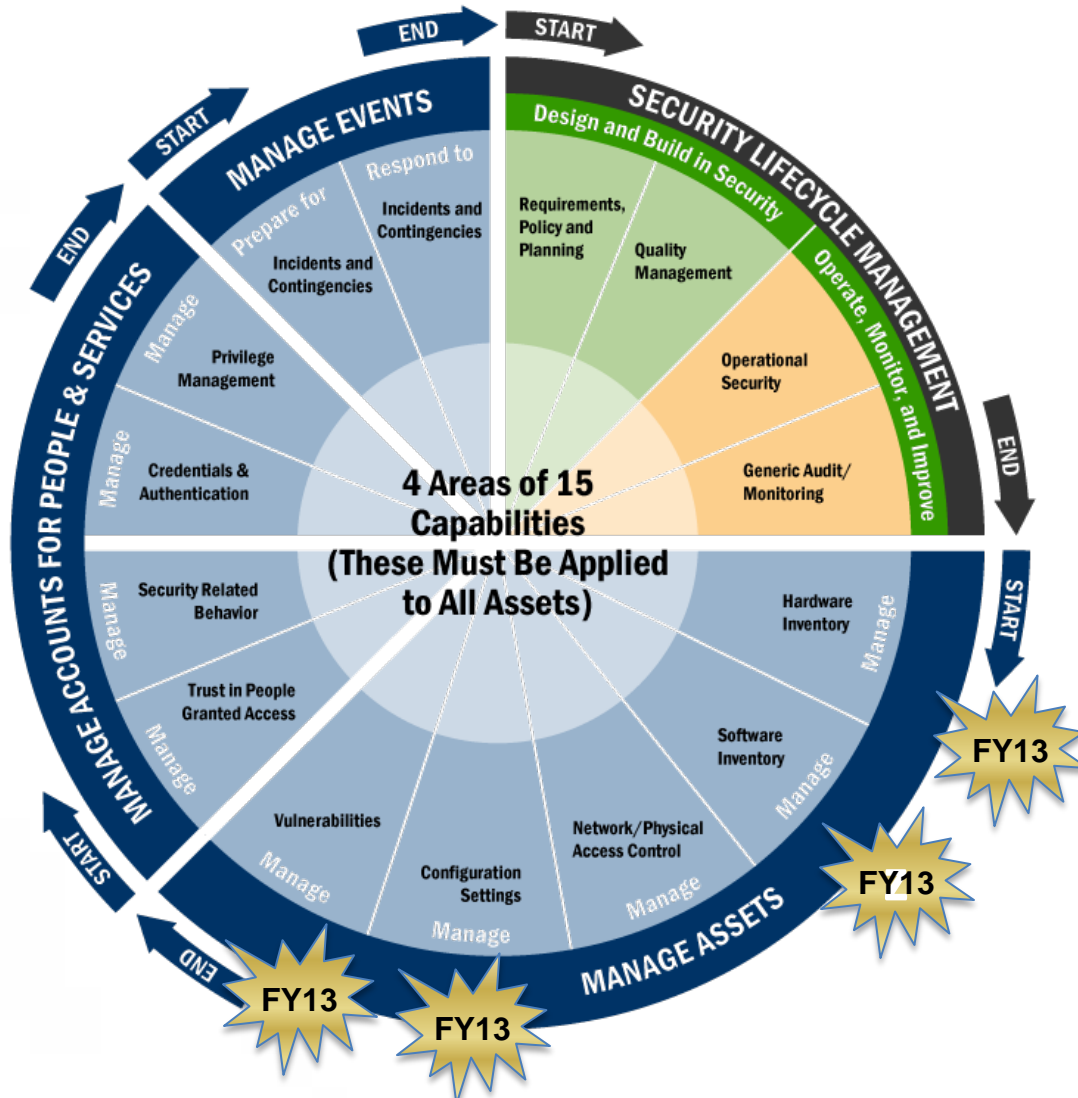 END
START
SECURITY LIFECYCLE MANAGEMENT
Design and Build in Security
Operate, Monitor, and Improve
Requirements,
Policy and
Planning
Quality
Management
Operational
Security
Generic Audit/
Monitoring
END
START
MANAGE ASSETS
Manage
Hardware
Inventory
FY13
Manage
Software
Inventory
FY13
Manage
Network/Physical
Access Control
Manage
Configuration
Settings
FY13
Manage
Vulnerabilities
FY13
END
START
MANAGE ACCOUNTS FOR PEOPLE & SERVICES
Manage
Trust in People
Granted Access
Manage
Security Related
Behavior
Manage
Credentials &
Authentication
Manage
Privilege
Management
END
START
MANAGE EVENTS
Prepare for
Incidents and
Contingencies
Respond to
Incidents and
Contingencies
4 Areas of 15
Capabilities
(These Must Be Applied
to All Assets)